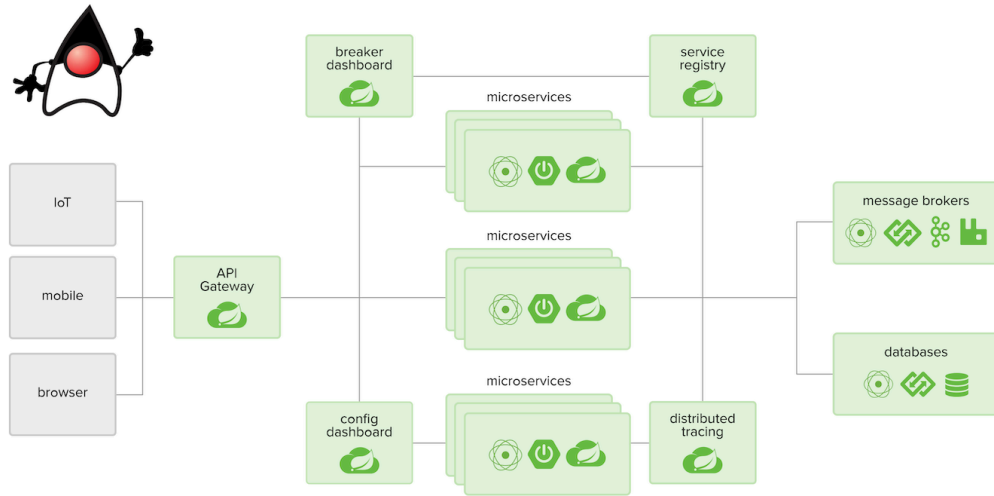 breaker
dashboard
service
registry
microservices
IoT
mobile
browser
API
Gateway
microservices
message brokers
databases
microservices
config
dashboard
distributed
tracing